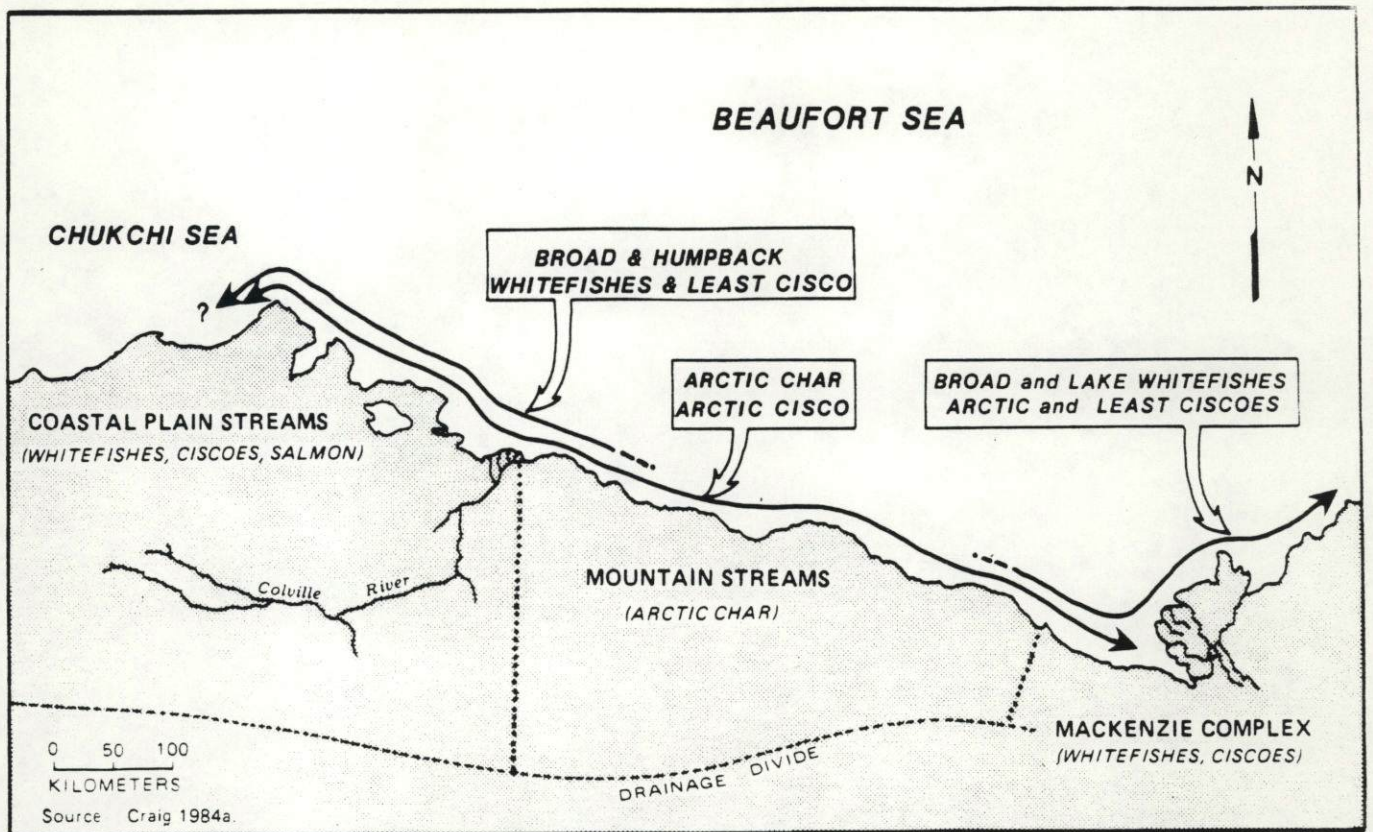 BEAUFORT SEA
N
CHUKCHI SEA
BROAD & HUMPBACK
WHITEFISHES & LEAST CISCO
?
ARCTIC CHAR
ARCTIC CISCO
BROAD and LAKE WHITEFISHES
ARCTIC and LEAST CISCOES
COASTAL PLAIN STREAMS
(WHITEFISHES, CISCOES, SALMON)
MOUNTAIN STREAMS
(ARCTIC CHAR)
Colville River
MACKENZIE COMPLEX
(WHITEFISHES, CISCOES)
DRAINAGE DIVIDE
0 50 100
KILOMETERS
Source Craig 1984a.